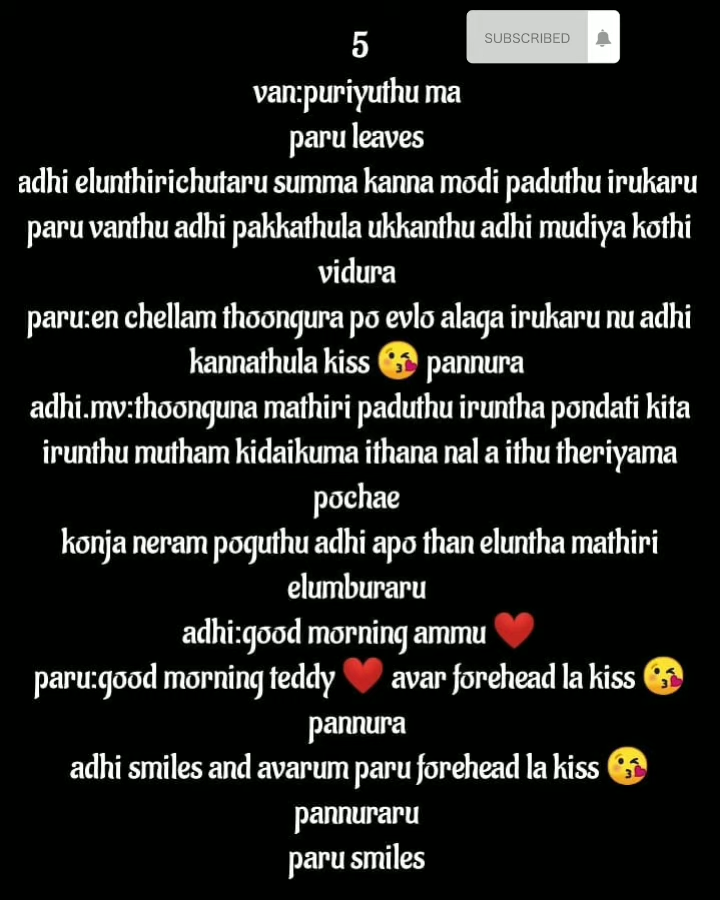 5
SUBSCRIBED
van:puriyuthu ma
paru leaves
adhi elunthirichutaru summa kanna modi paduthu irukaru
paru vanthu adhi pakkathula ukkanthu adhi mudiya kothi
vidura
paru:en chellam thoongura po evlo alaga irukaru nu adhi
kannathula kiss 😘 pannura
adhi.mv:thoonguna mathiri paduthu iruntha pondati kita
irunthu mutham kidaikuma ithana nal a ithu theriyama
pochae
konja neram poguthu adhi apo than eluntha mathiri
elumburaru
adhi:good morning ammu ❤️
paru:good morning teddy ❤️ avar forehead la kiss 😘
pannura
adhi smiles and avarum paru forehead la kiss 😘
pannuraru
paru smiles